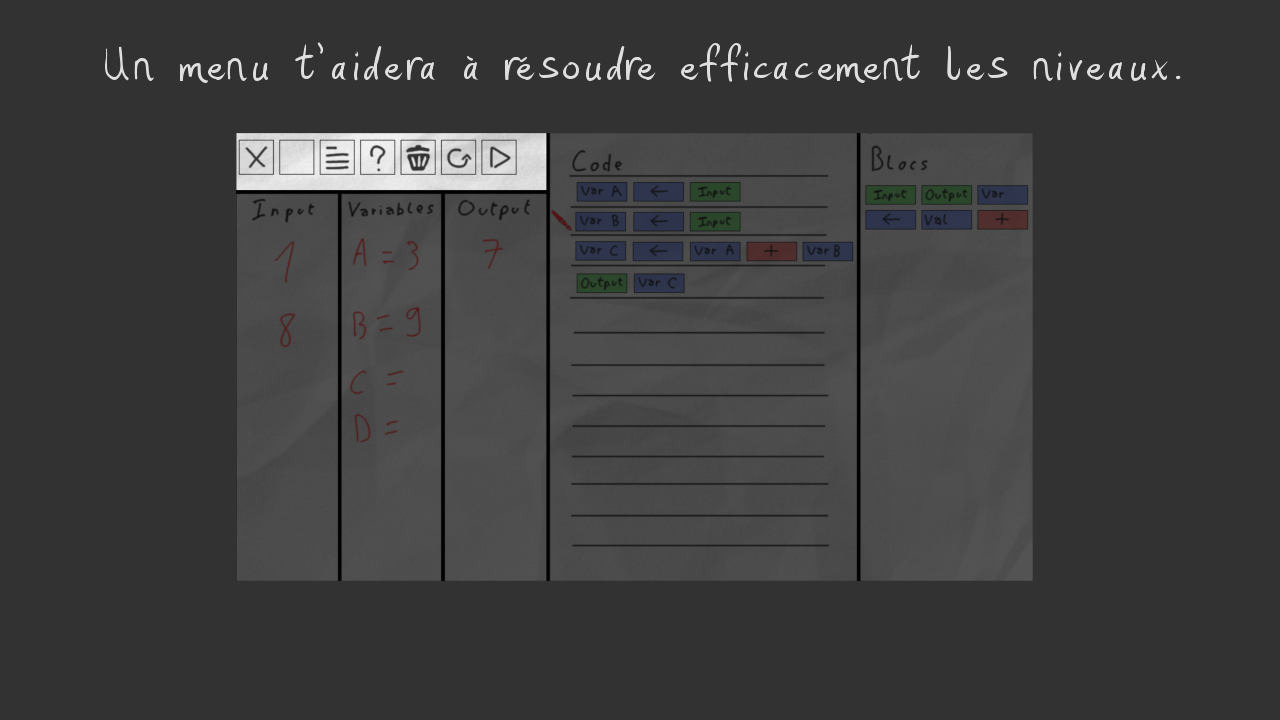 Un menu t'aidera à résoudre efficacement les niveaux.
?
Input Variables Output
1 A = 3 7
8 B = 9
C =
D =
Code
Var A ← Input
Var B ← Input
Var C ← Var A + Var B
Output Var C
Blocs
Input Output Var
← Val +